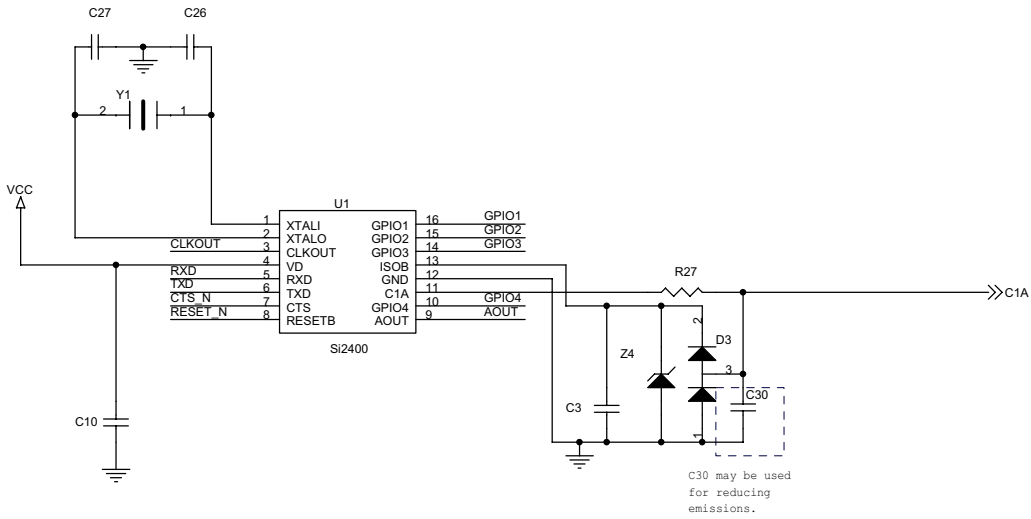 C27 C26
Y1
2 1
VCC
U1
1 XTALI GPIO1 16 GPIO1
2 XTALO GPIO2 15 GPIO2
CLKOUT 3 CLKOUT GPIO3 14 GPIO3
4 VD ISOB 13
RXD 5 RXD GND 12
TXD 6 TXD C1A 11
CTS_N 7 CTS GPIO4 10 GPIO4
RESET_N 8 RESETB AOUT 9 AOUT
Si2400
R27
C1A
2
D3
Z4
3
C30
C3
1
C10
C30 may be used
for reducing
emissions.